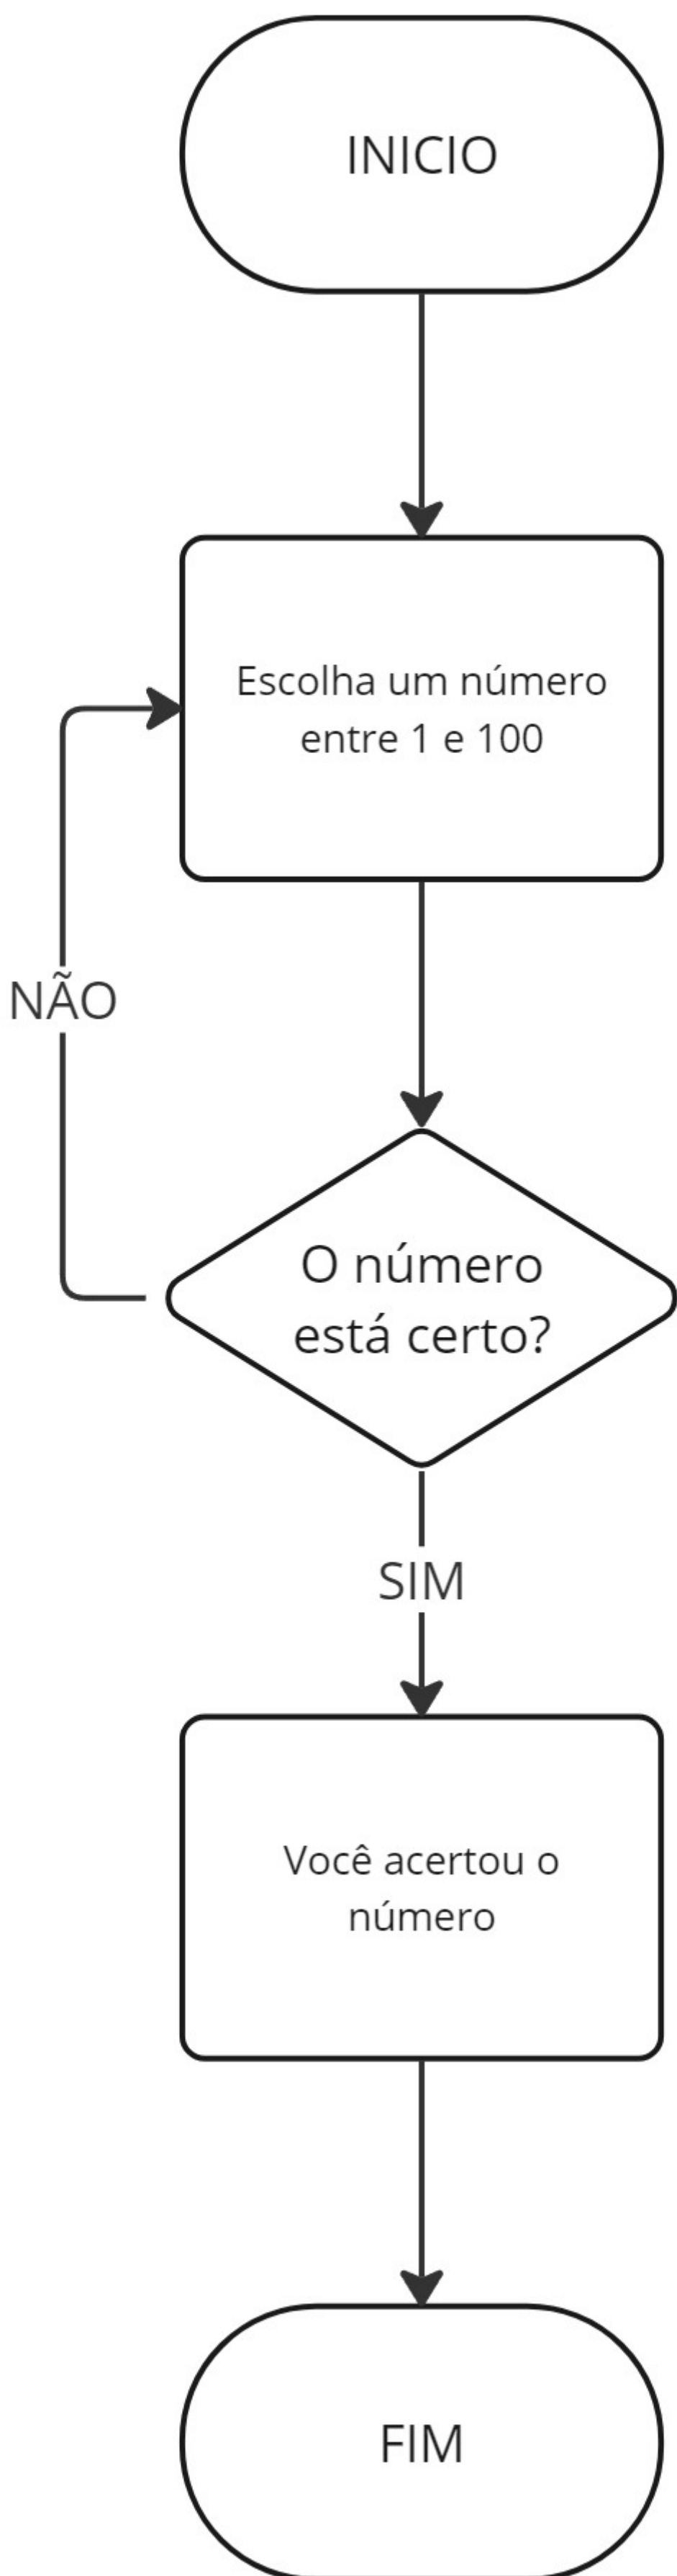 INICIO
Escolha um número
entre 1 e 100
NÃO
O número
está certo?
SIM
Você acertou o
número
FIM